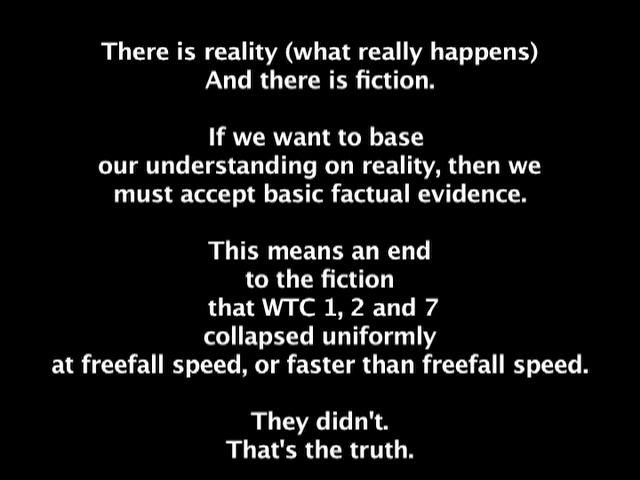 There is reality (what really happens)
And there is fiction.
If we want to base
our understanding on reality, then we
must accept basic factual evidence.
This means an end
to the fiction
that WTC 1, 2 and 7
collapsed uniformly
at freefall speed, or faster than freefall speed.
They didn't.
That's the truth.